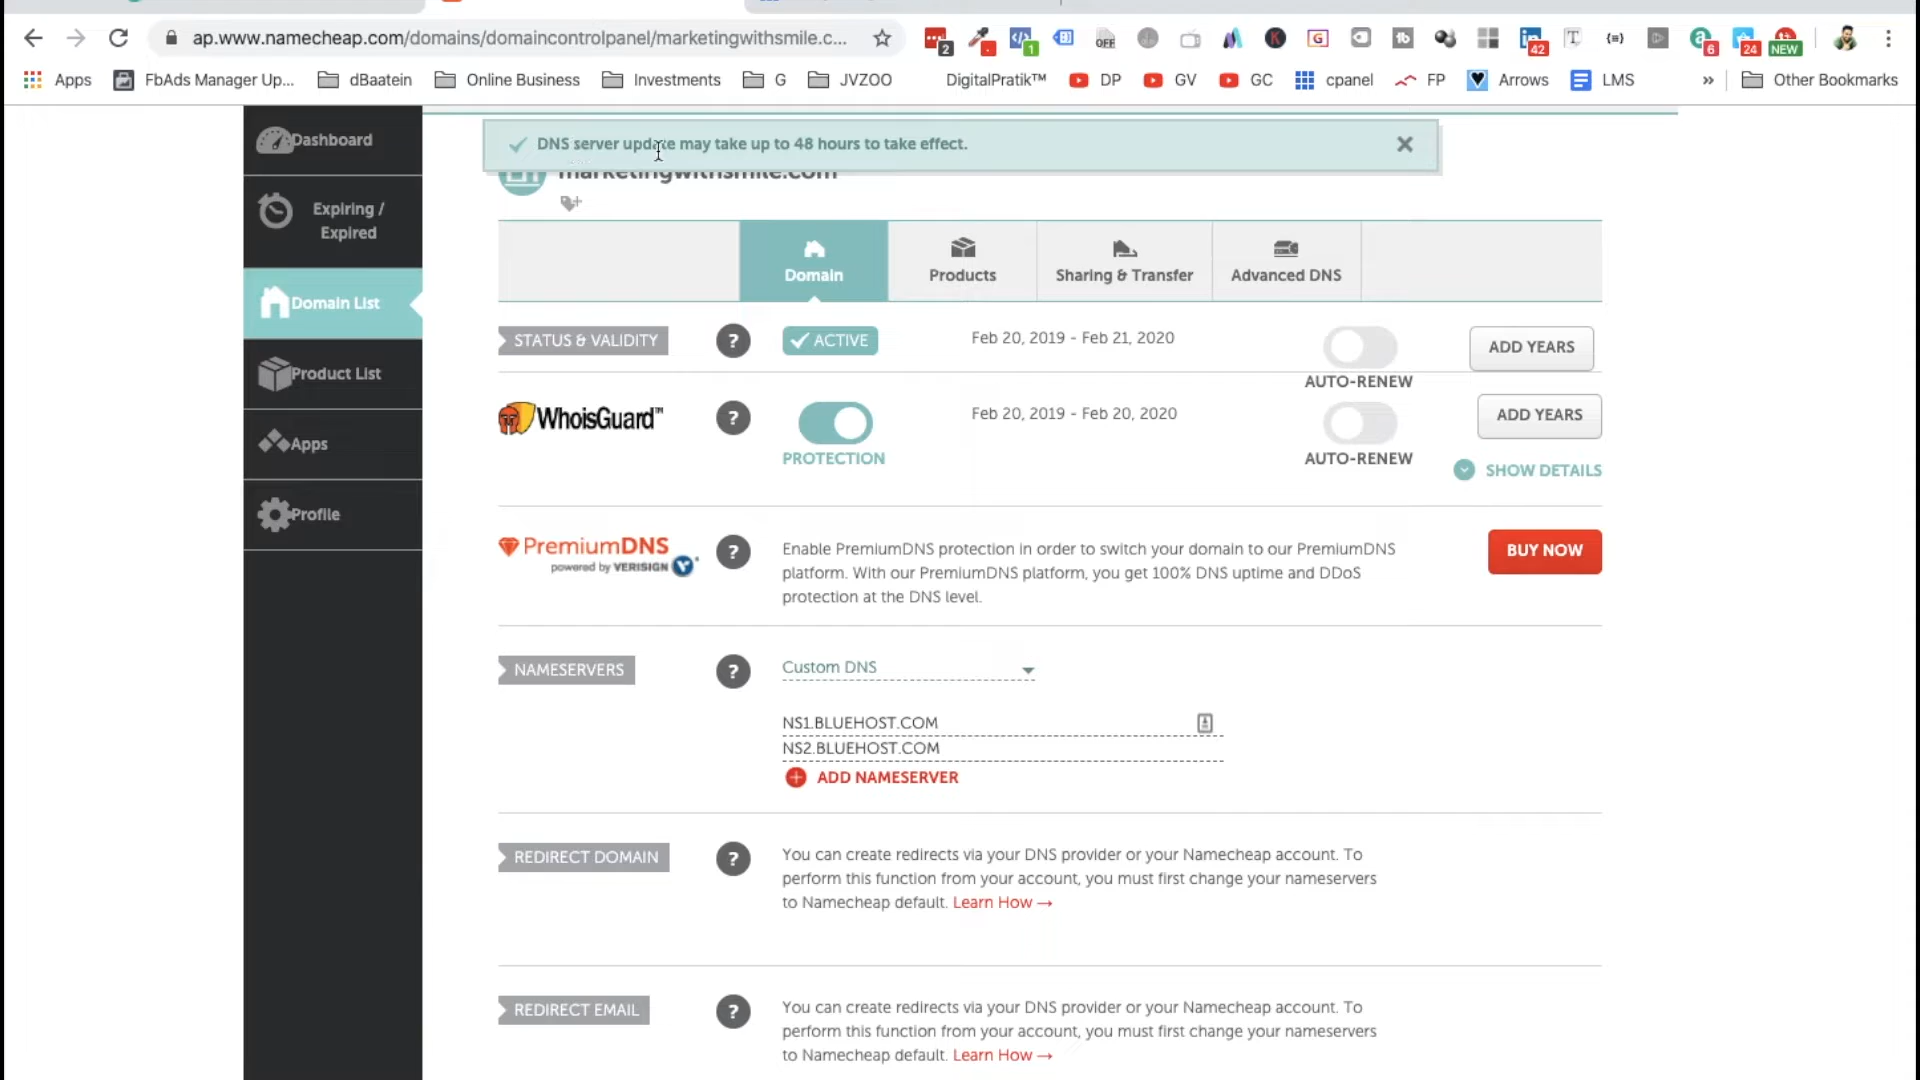 ap.www.namecheap.com/domains/domaincontrolpanel/marketingwithsmile.c...
2
1
OFF
K
G
fb
42
T
{≡}
6
24
NEW
Apps
FbAds Manager Up...
dBaatein
Online Business
Investments
G
JVZOO
DigitalPratik™
DP
GV
GC
cpanel
FP
Arrows
LMS
»
Other Bookmarks
DNS server update may take up to 48 hours to take effect.
marketingwithsmile.com
Dashboard
Expiring /
Expired
Domain List
Product List
Apps
Profile
Domain
Products
Sharing & Transfer
Advanced DNS
STATUS & VALIDITY
?
ACTIVE
Feb 20, 2019 - Feb 21, 2020
AUTO-RENEW
ADD YEARS
WhoisGuard™
?
PROTECTION
Feb 20, 2019 - Feb 20, 2020
AUTO-RENEW
ADD YEARS
SHOW DETAILS
PremiumDNS
powered by VERISIGN
?
Enable PremiumDNS protection in order to switch your domain to our PremiumDNS
platform. With our PremiumDNS platform, you get 100% DNS uptime and DDoS
protection at the DNS level.
BUY NOW
NAMESERVERS
?
Custom DNS
NS1.BLUEHOST.COM
NS2.BLUEHOST.COM
ADD NAMESERVER
REDIRECT DOMAIN
?
You can create redirects via your DNS provider or your Namecheap account. To
perform this function from your account, you must first change your nameservers
to Namecheap default. Learn How →
REDIRECT EMAIL
?
You can create redirects via your DNS provider or your Namecheap account. To
perform this function from your account, you must first change your nameservers
to Namecheap default. Learn How →